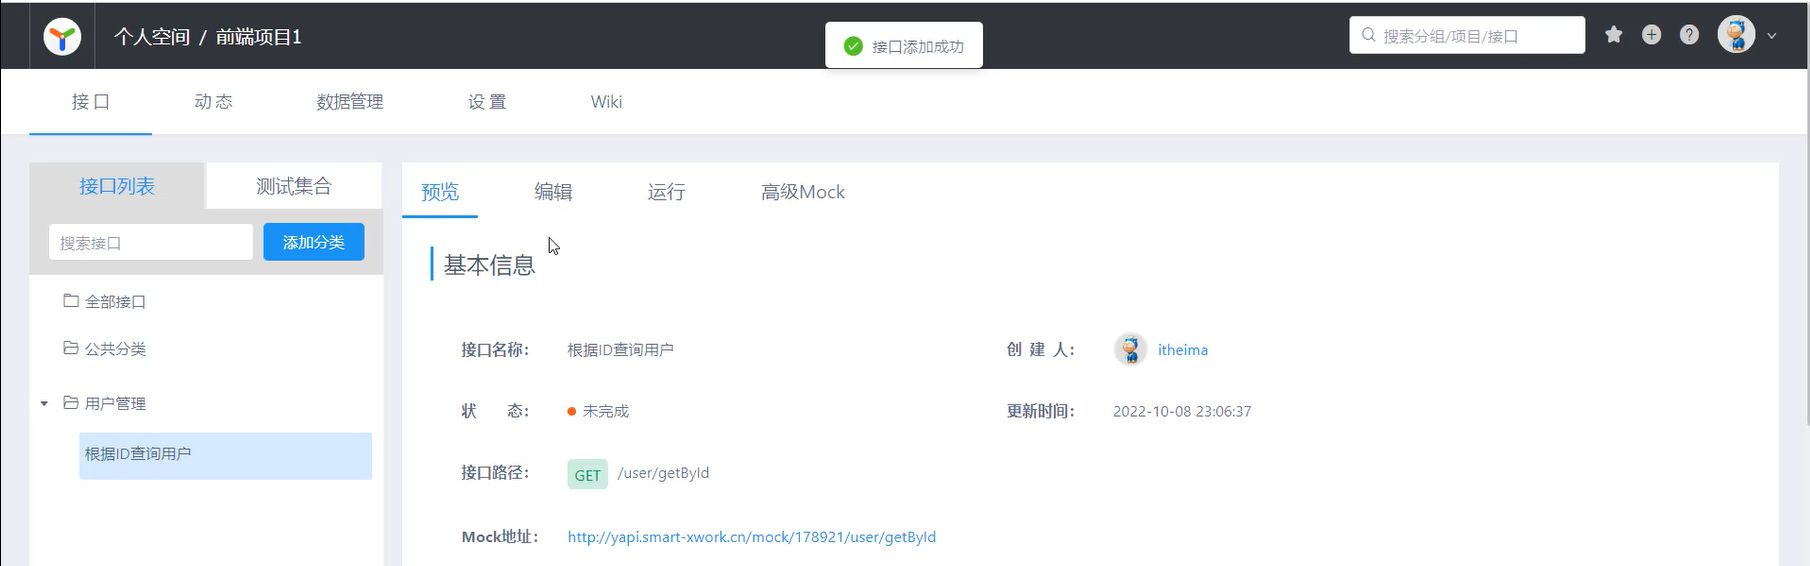 个人空间 / 前端项目1
接口添加成功
搜索分组/项目/接口
接 口
动 态
数据管理
设 置
Wiki
接口列表
测试集合
搜索接口
添加分类
全部接口
公共分类
用户管理
根据ID查询用户
预览
编辑
运行
高级Mock
基本信息
接口名称： 根据ID查询用户
创 建 人： itheima
状 态： 未完成
更新时间： 2022-10-08 23:06:37
接口路径： GET /user/getById
Mock地址： http://yapi.smart-xwork.cn/mock/178921/user/getById